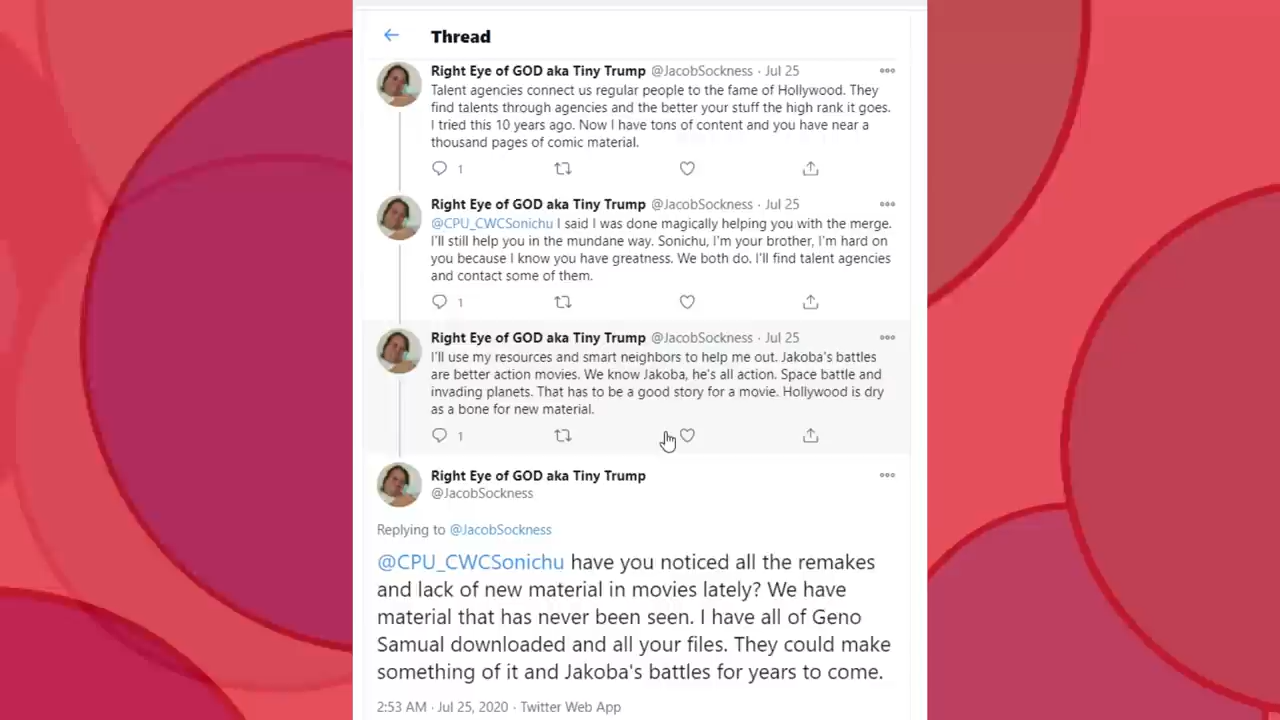 Thread
Right Eye of GOD aka Tiny Trump @JacobSockness · Jul 25
Talent agencies connect us regular people to the fame of Hollywood. They
find talents through agencies and the better your stuff the high rank it goes.
I tried this 10 years ago. Now I have tons of content and you have near a
thousand pages of comic material.
1
Right Eye of GOD aka Tiny Trump @JacobSockness · Jul 25
@CPU_CWCSonichu I said I was done magically helping you with the merge.
I'll still help you in the mundane way. Sonichu, I'm your brother, I'm hard on
you because I know you have greatness. We both do. I'll find talent agencies
and contact some of them.
1
Right Eye of GOD aka Tiny Trump @JacobSockness · Jul 25
I'll use my resources and smart neighbors to help me out. Jakoba's battles
are better action movies. We know Jakoba, he's all action. Space battle and
invading planets. That has to be a good story for a movie. Hollywood is dry
as a bone for new material.
1
Right Eye of GOD aka Tiny Trump
@JacobSockness
Replying to @JacobSockness
@CPU_CWCSonichu have you noticed all the remakes
and lack of new material in movies lately? We have
material that has never been seen. I have all of Geno
Samual downloaded and all your files. They could make
something of it and Jakoba's battles for years to come.
2:53 AM · Jul 25, 2020 · Twitter Web App